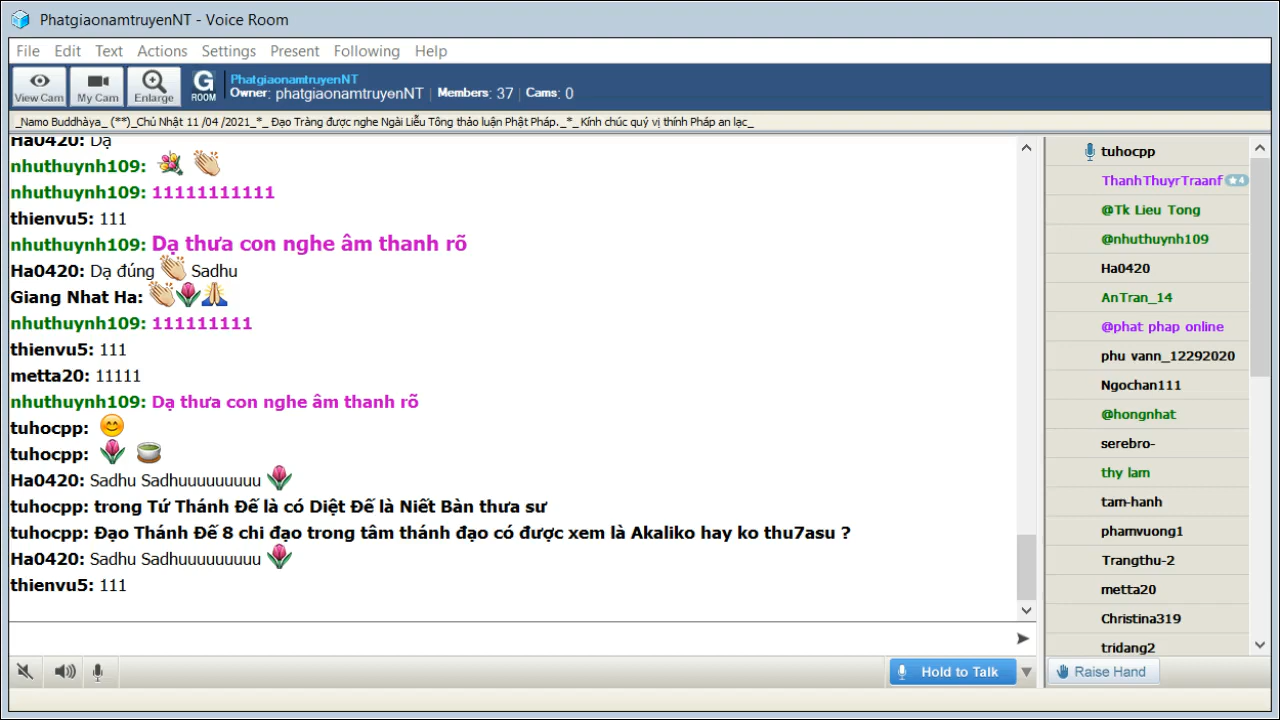 PhatgiaonamtruyenNT - Voice Room
File Edit Text Actions Settings Present Following Help
View Cam My Cam Enlarge G ROOM PhatgiaonamtruyenNT
Owner: phatgiaonamtruyenNT | Members: 37 | Cams: 0
_Namo Buddhàya_ (**)_Chủ Nhật 11 /04 /2021_*_ Đạo Tràng được nghe Ngài Liễu Tông thảo luận Phật Pháp._*_ Kính chúc quý vị thính Pháp an lạc_
Ha0420: Dạ
nhuthuynh109:
nhuthuynh109: 11111111111
thienvu5: 111
nhuthuynh109: Dạ thưa con nghe âm thanh rõ
Ha0420: Dạ đúng Sadhu
Giang Nhat Ha:
nhuthuynh109: 111111111
thienvu5: 111
metta20: 11111
nhuthuynh109: Dạ thưa con nghe âm thanh rõ
tuhocpp:
tuhocpp:
Ha0420: Sadhu Sadhuuuuuuuuu
tuhocpp: trong Tứ Thánh Đế là có Diệt Đế là Niết Bàn thưa sư
tuhocpp: Đạo Thánh Đế 8 chi đạo trong tâm thánh đạo có được xem là Akaliko hay ko thu7asu ?
Ha0420: Sadhu Sadhuuuuuuuuu
thienvu5: 111
tuhocpp
ThanhThuyrTraanf ★4
@Tk Lieu Tong
@nhuthuynh109
Ha0420
AnTran_14
@phat phap online
phu vann_12292020
Ngochan111
@hongnhat
serebro-
thy lam
tam-hanh
phamvuong1
Trangthu-2
metta20
Christina319
tridang2
Hold to Talk
Raise Hand